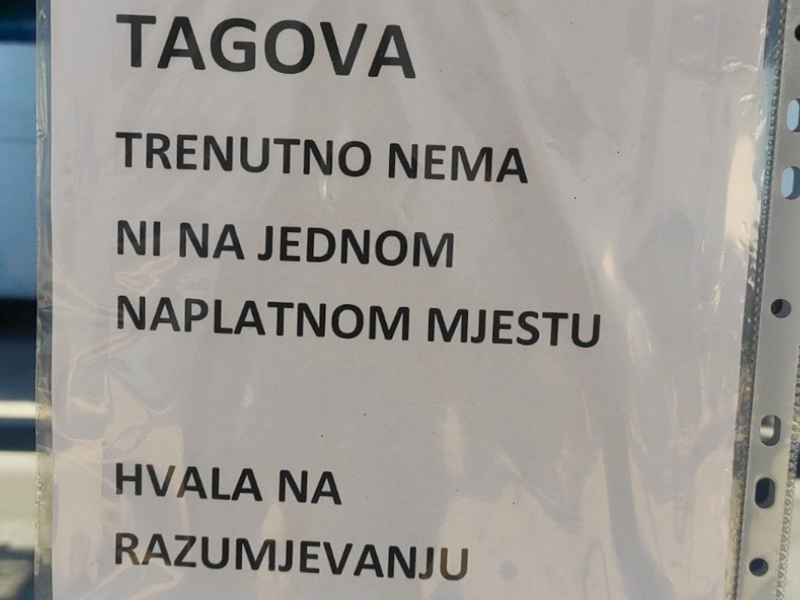 TAGOVA
TRENUTNO NEMA
NI NA JEDNOM
NAPLATNOM MJESTU
HVALA NA
RAZUMJEVANJU